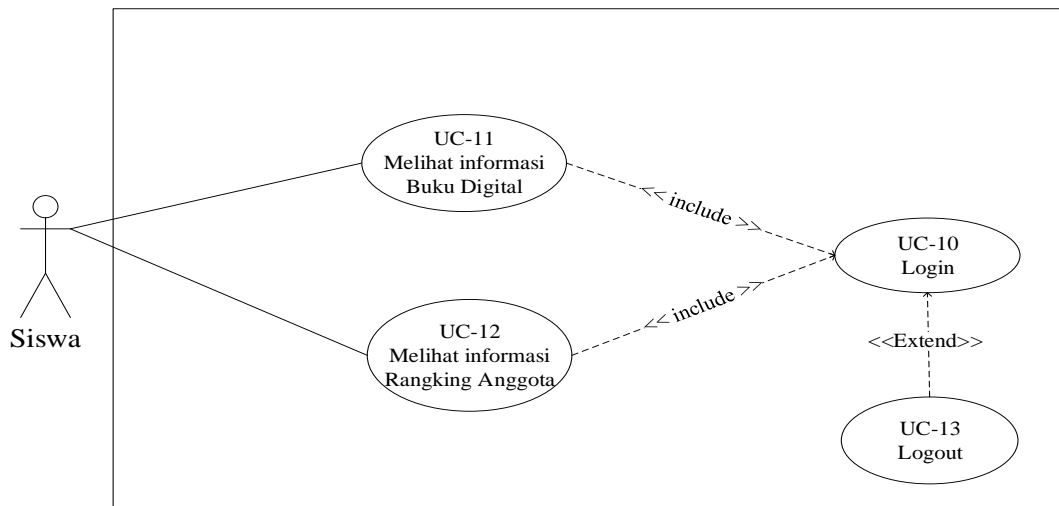 UC-11
Melihat informasi
Buku Digital
<< include >>
UC-10
Login
Siswa
UC-12
Melihat informasi
Rangking Anggota
<< include >>
<<Extend>>
UC-13
Logout